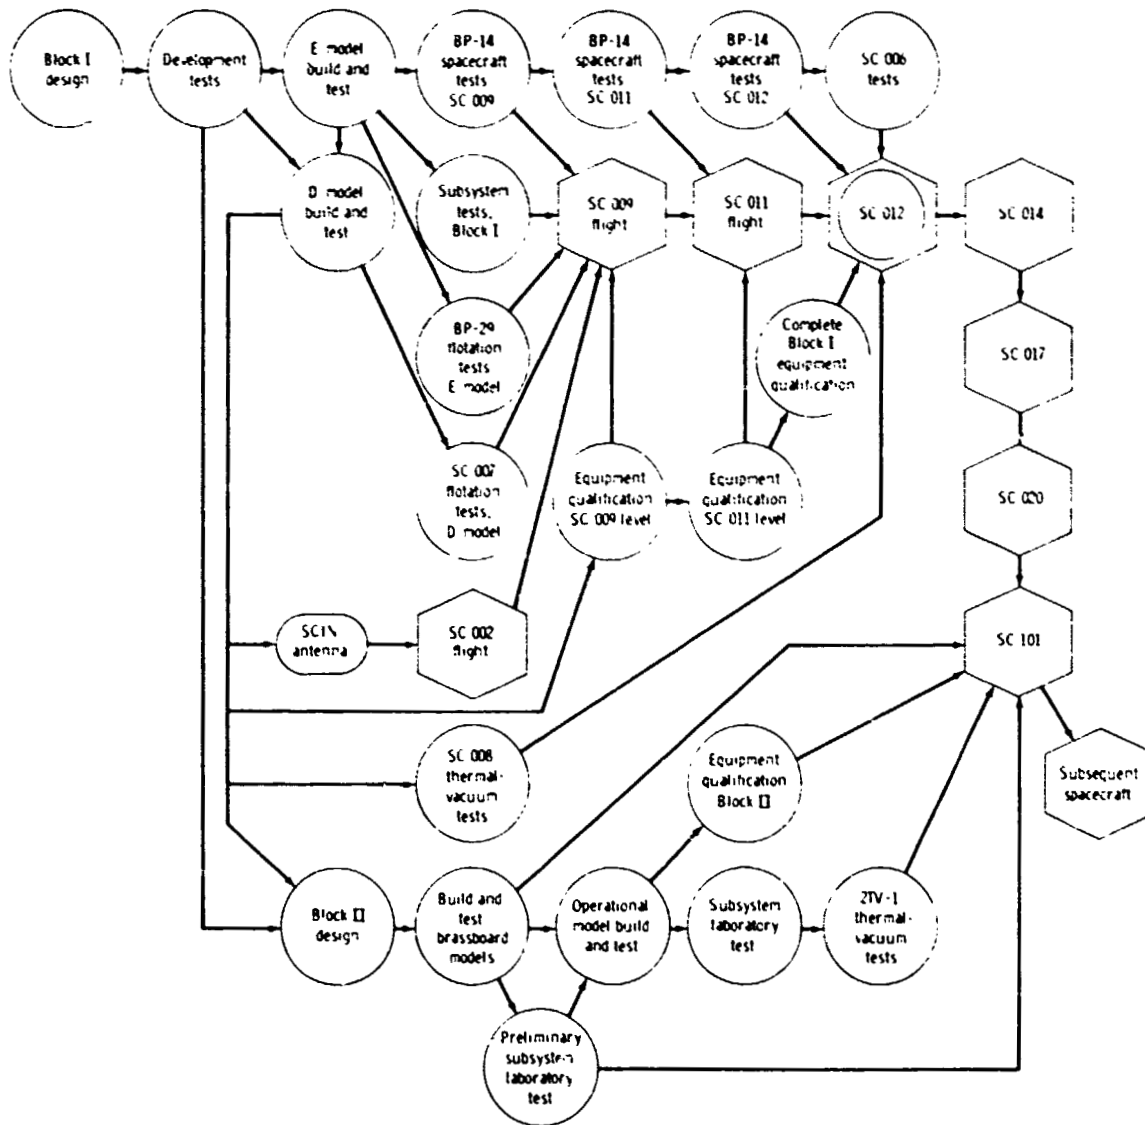 Block I
design
Development
tests
E model
build and
test
BP-14
spacecraft
tests
SC 009
BP-14
spacecraft
tests
SC 011
BP-14
spacecraft
tests
SC 012
SC 006
tests
D model
build and
test
Subsystem
tests,
Block I
SC 009
flight
SC 011
flight
SC 012
SC 014
BP-29
flotation
tests
E model
Complete
Block I
equipment
qualification
SC 017
SC 007
flotation
tests,
D model
Equipment
qualification
SC 009 level
Equipment
qualification
SC 011 level
SC 020
antenna
SC 002
flight
SC 101
SC 008
thermal-
vacuum
tests
Equipment
qualification
Block II
Subsequent
spacecraft
Block II
design
Build and
test
brassboard
models
Operational
model build
and test
Subsystem
laboratory
test
2TV-1
thermal-
vacuum
tests
Preliminary
subsystem
laboratory
test